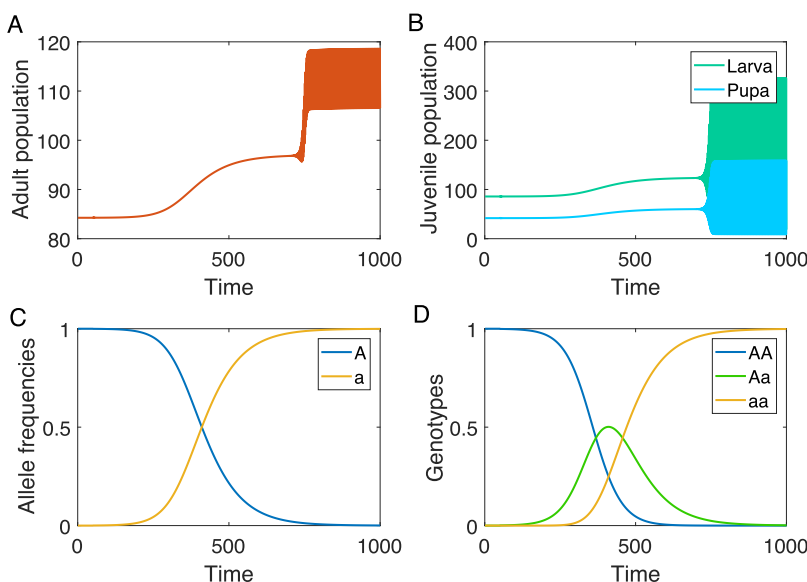 A
Adult population
120
110
100
90
80
0
500
1000
Time
B
Juvenile population
400
300
200
100
0
Larva
Pupa
0
500
1000
Time
C
Allele frequencies
1
0.5
0
A
a
0
500
1000
Time
D
Genotypes
1
0.5
0
AA
Aa
aa
0
500
1000
Time